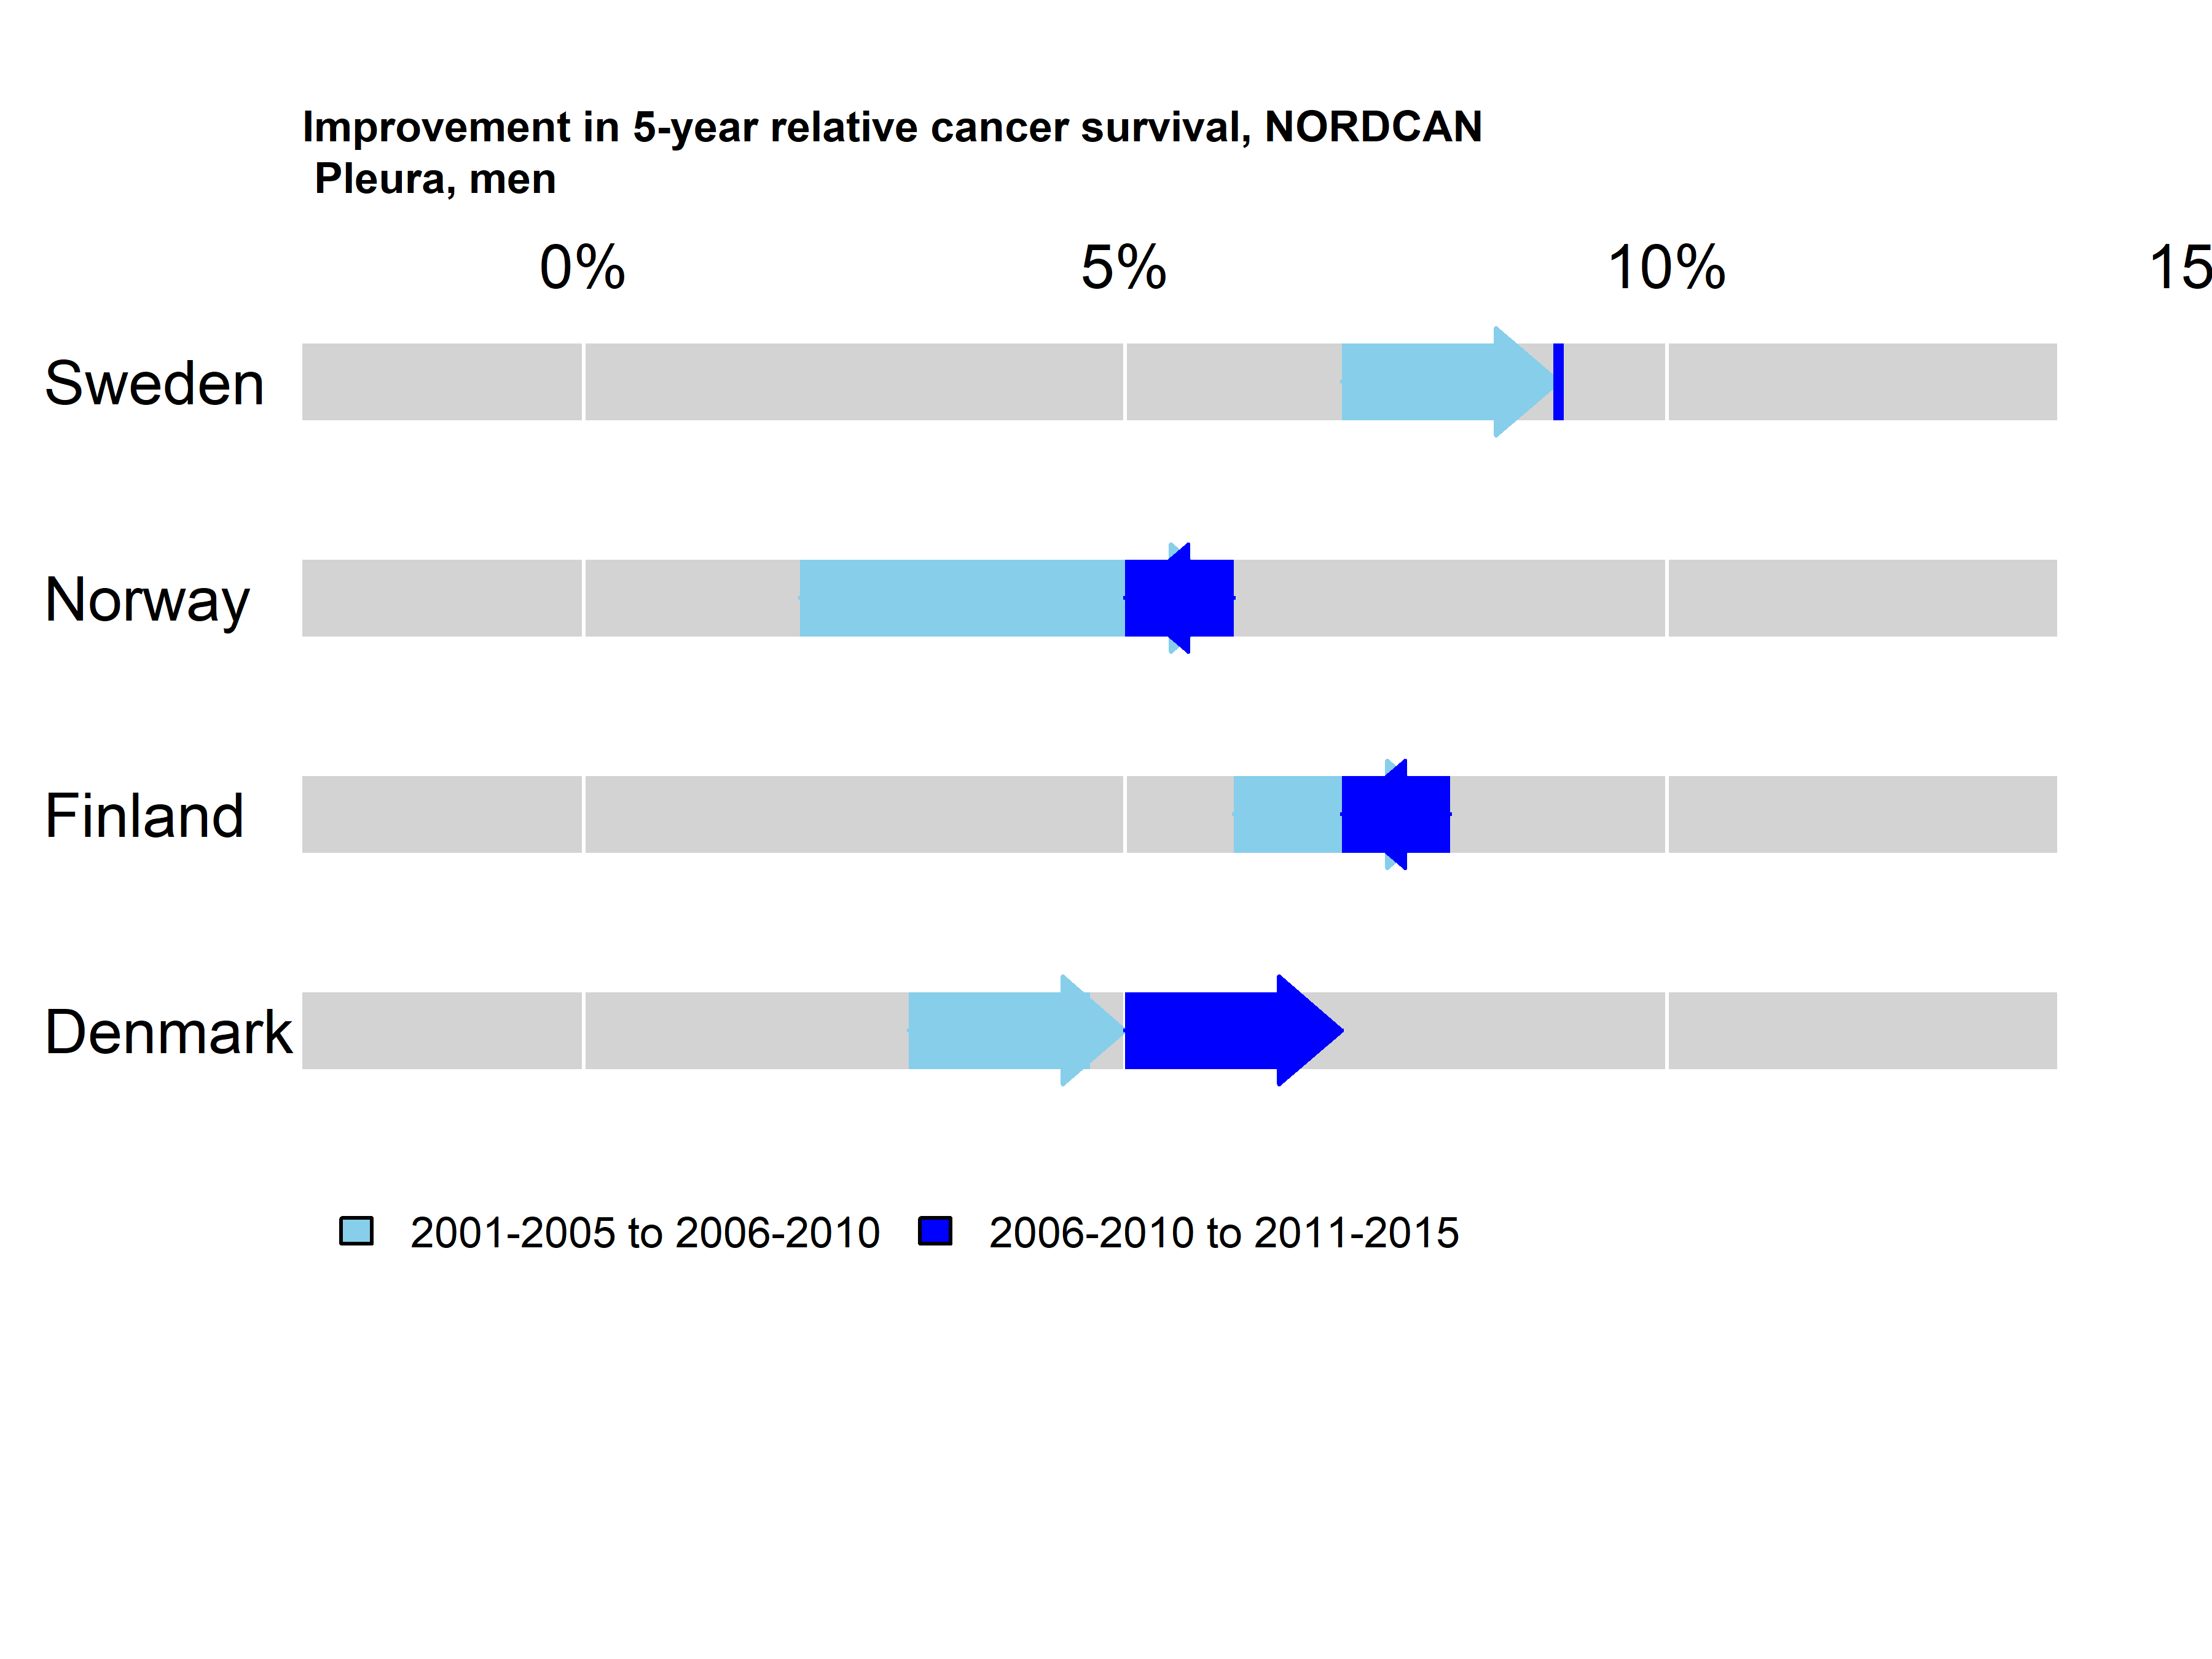 Improvement in 5-year relative cancer survival, NORDCAN
Pleura, men
0% 5% 10% 15
Sweden
Norway
Finland
Denmark
2001-2005 to 2006-2010 2006-2010 to 2011-2015